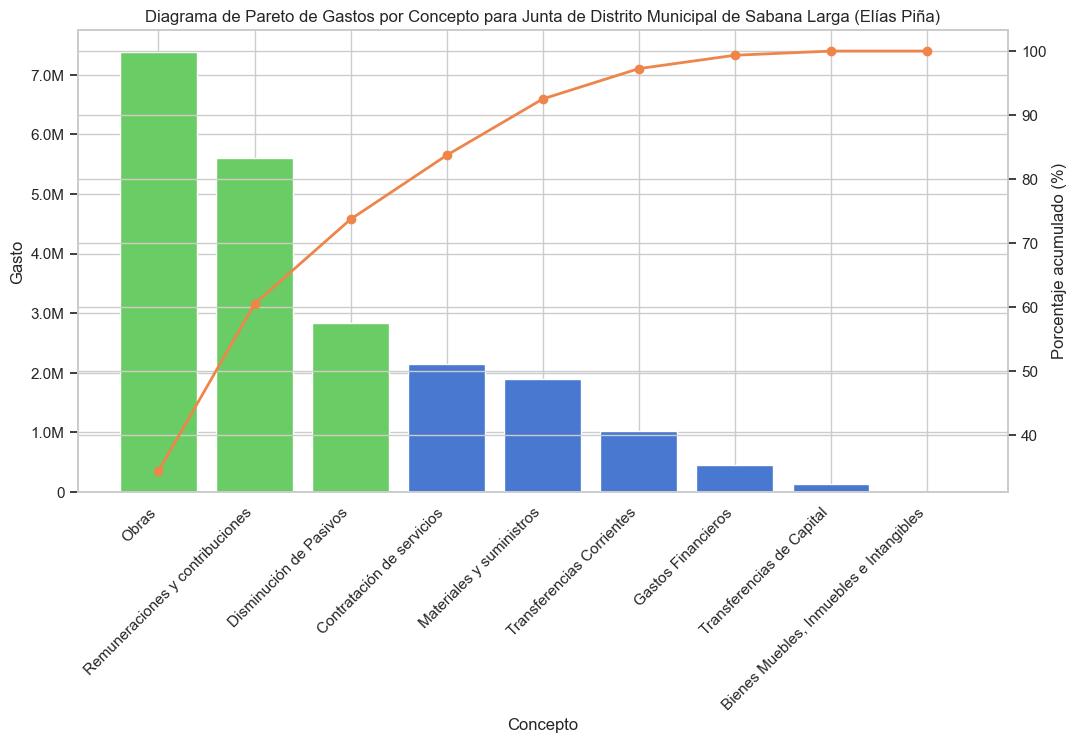 Diagrama de Pareto de Gastos por Concepto para Junta de Distrito Municipal de Sabana Larga (Elías Piña)
Gasto
7.0M
6.0M
5.0M
4.0M
3.0M
2.0M
1.0M
0
100
90
80
70
60
50
40
Porcentaje acumulado (%)
Obras
Remuneraciones y contribuciones
Disminución de Pasivos
Contratación de servicios
Materiales y suministros
Transferencias Corrientes
Gastos Financieros
Transferencias de Capital
Bienes Muebles, Inmuebles e Intangibles
Concepto